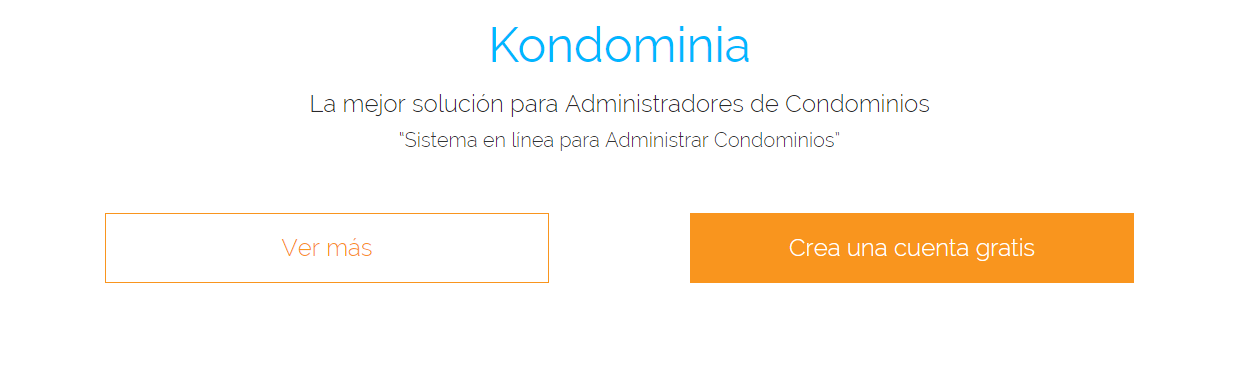 Kondominia
La mejor solución para Administradores de Condominios
“Sistema en línea para Administrar Condominios”
Ver más
Crea una cuenta gratis